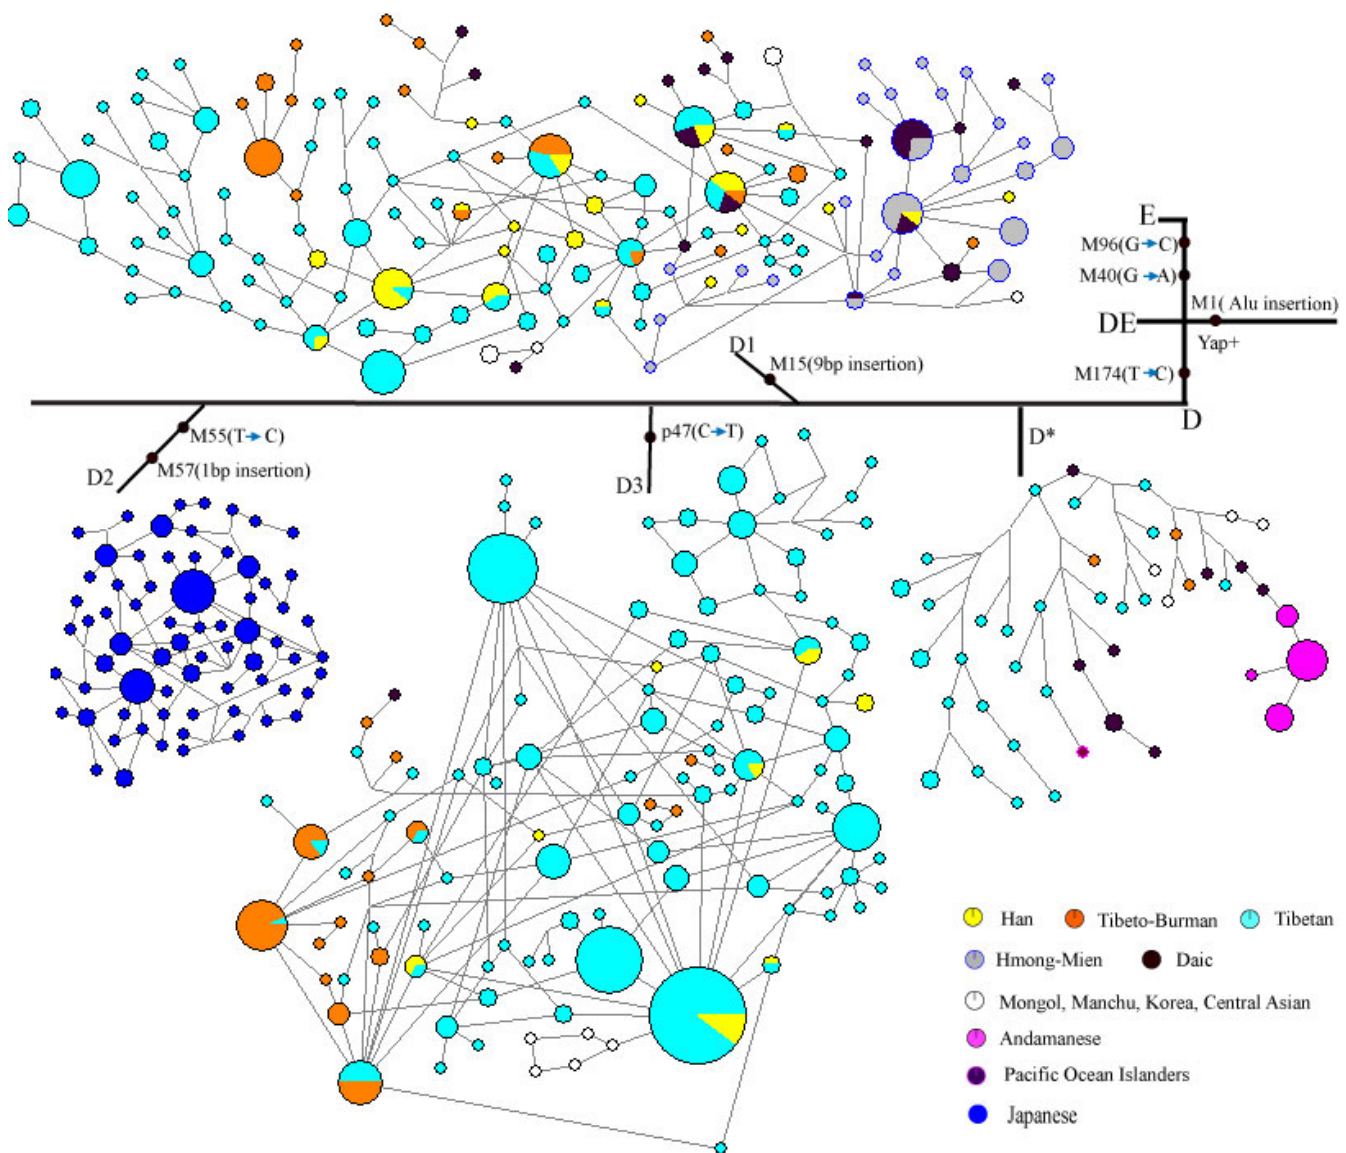 E
M96(G→C)
M40(G→A)
M1( Alu insertion)
DE
Yap+
M174(T→C)
D1
M15(9bp insertion)
D
M55(T→C)
p47(C→T)
D*
M57(1bp insertion)
D2
D3
Han
Tibeto-Burman
Tibetan
Hmong-Mien
Daic
Mongol, Manchu, Korea, Central Asian
Andamanese
Pacific Ocean Islanders
Japanese